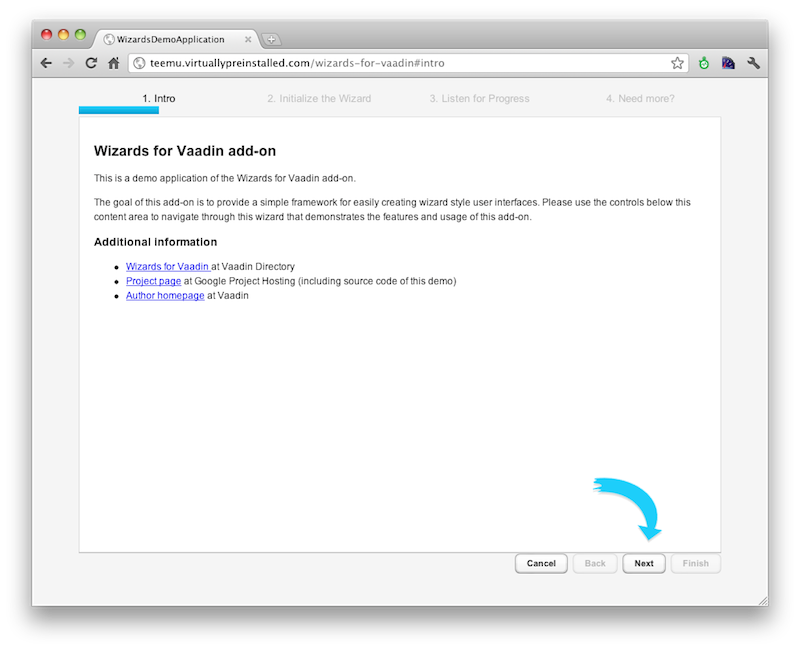 WizardsDemoApplication
teemu.virtuallypreinstalled.com/wizards-for-vaadin#intro
1. Intro 2. Initialize the Wizard 3. Listen for Progress 4. Need more?
Wizards for Vaadin add-on
This is a demo application of the Wizards for Vaadin add-on.
The goal of this add-on is to provide a simple framework for easily creating wizard style user interfaces. Please use the controls below this
content area to navigate through this wizard that demonstrates the features and usage of this add-on.
Additional information
• Wizards for Vaadin at Vaadin Directory
• Project page at Google Project Hosting (including source code of this demo)
• Author homepage at Vaadin
Cancel Back Next Finish